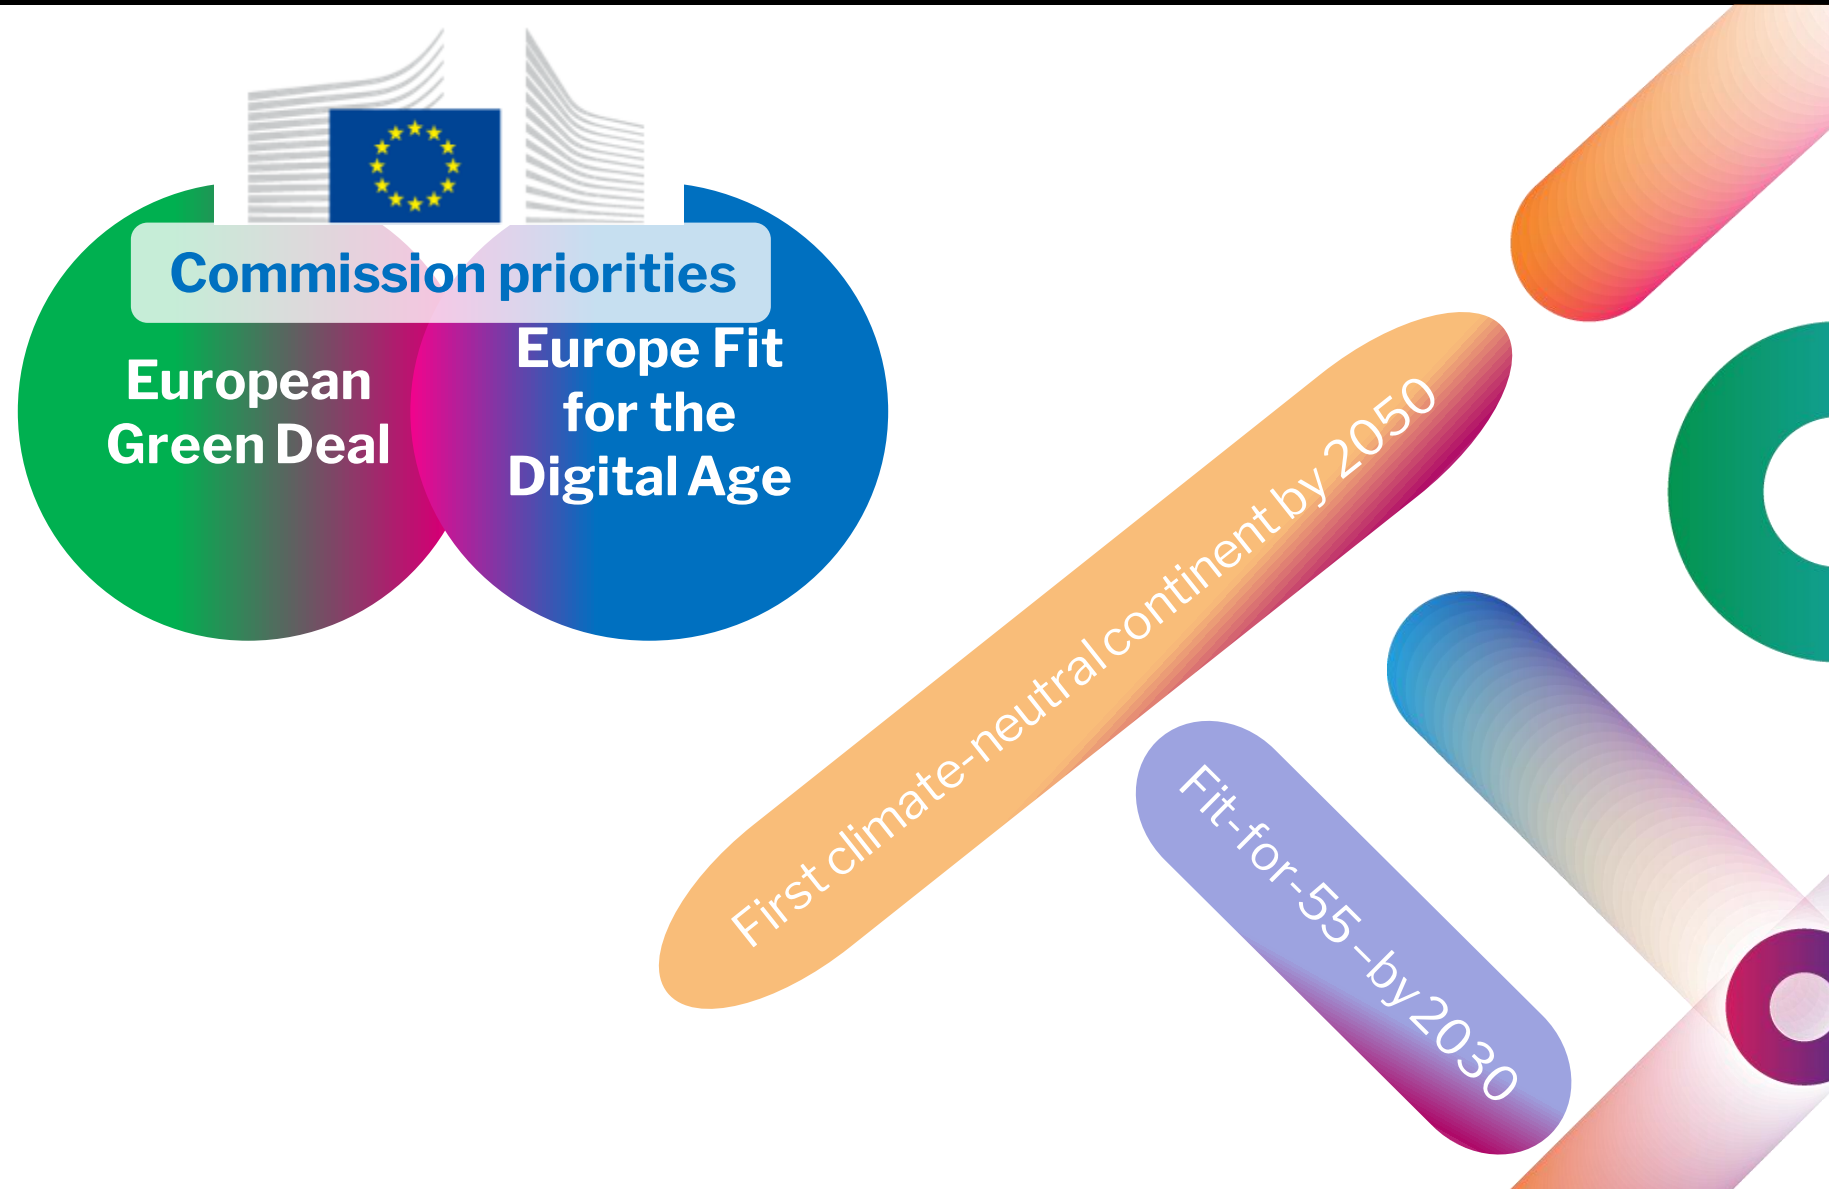 Commission priorities
European
Green Deal
Europe Fit
for the
Digital Age
First climate-neutral continent by 2050
Fit-for-55 –by 2030